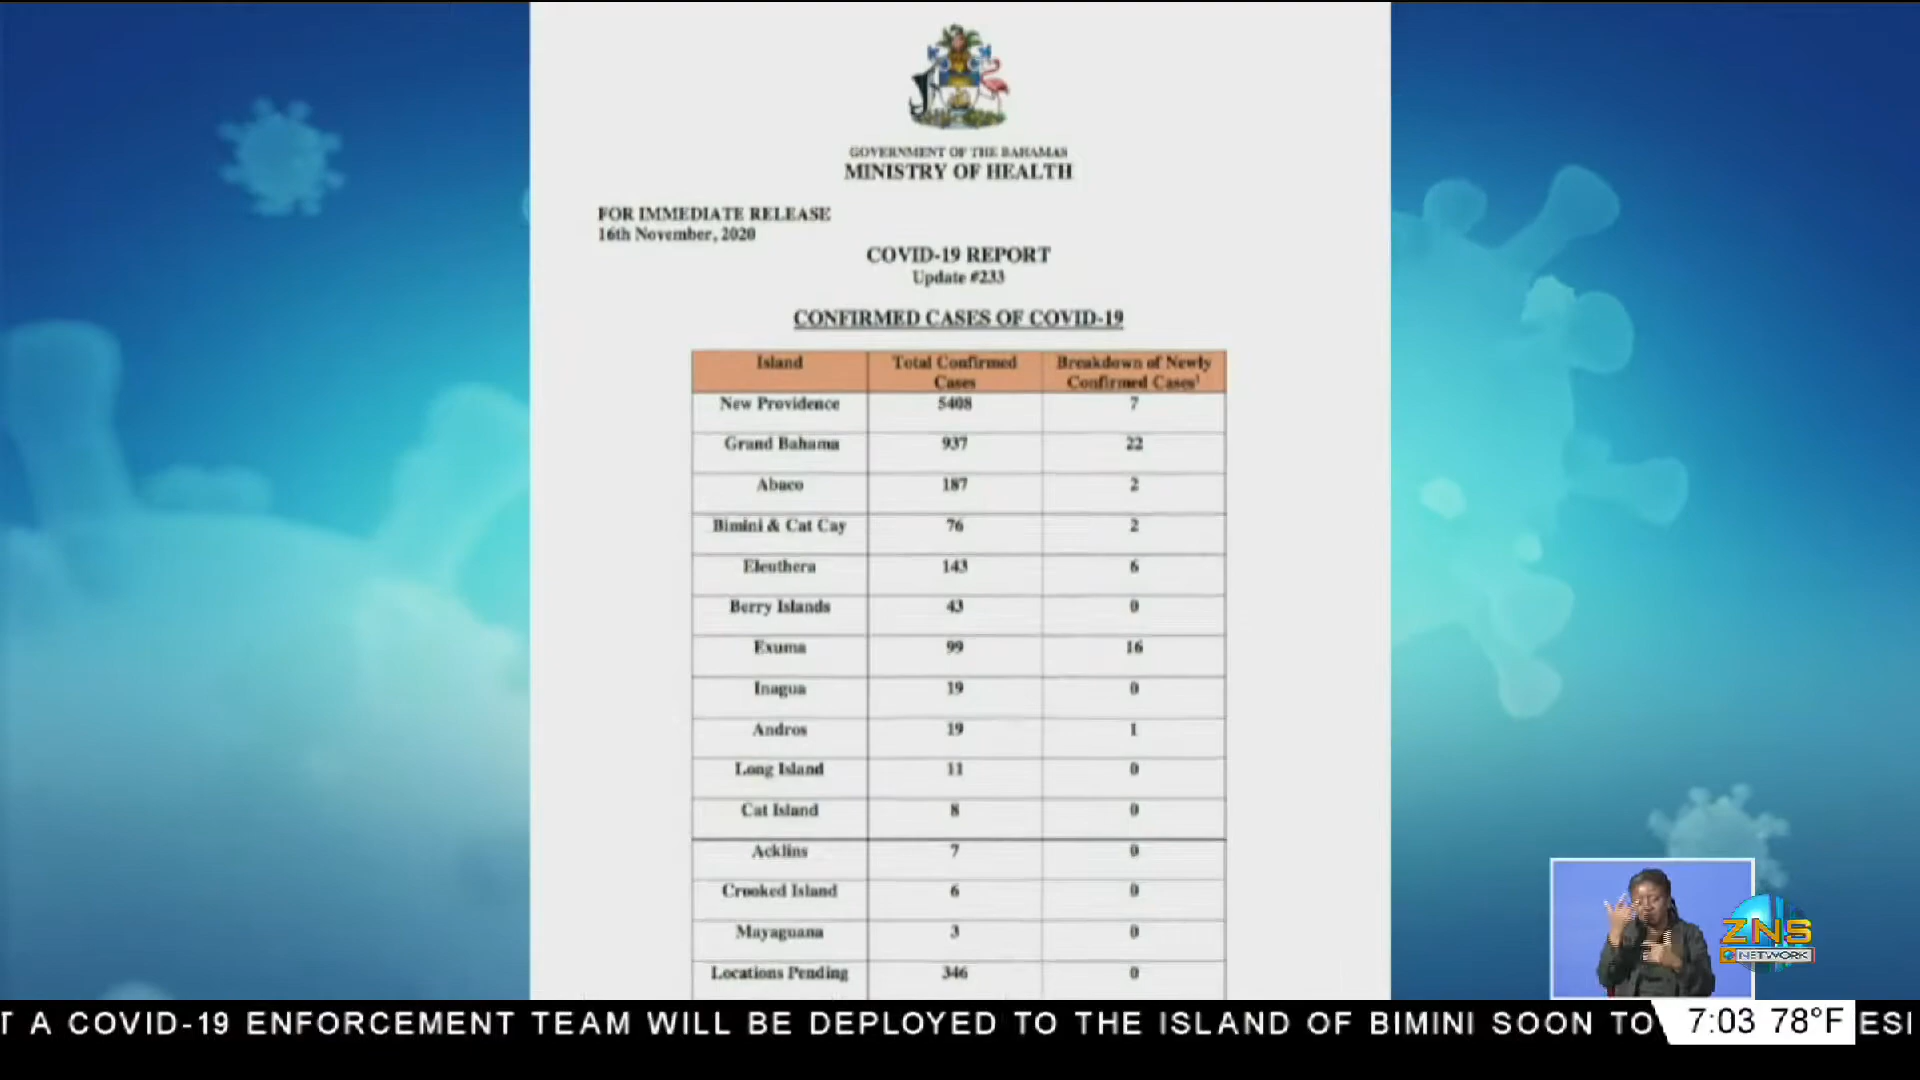 GOVERNMENT OF THE BAHAMAS
MINISTRY OF HEALTH
FOR IMMEDIATE RELEASE
16th November, 2020
COVID-19 REPORT
Update #233
CONFIRMED CASES OF COVID-19
Island Total Confirmed Cases Breakdown of Newly Confirmed Cases¹
New Providence 5408 7
Grand Bahama 937 22
Abaco 187 2
Bimini & Cat Cay 76 2
Eleuthera 143 6
Berry Islands 43 0
Exuma 99 16
Inagua 19 0
Andros 19 1
Long Island 11 0
Cat Island 8 0
Acklins 7 0
Crooked Island 6 0
Mayaguana 3 0
Locations Pending 346 0
ZNS
NETWORK
T A COVID-19 ENFORCEMENT TEAM WILL BE DEPLOYED TO THE ISLAND OF BIMINI SOON TO 7:03 78°F ESI